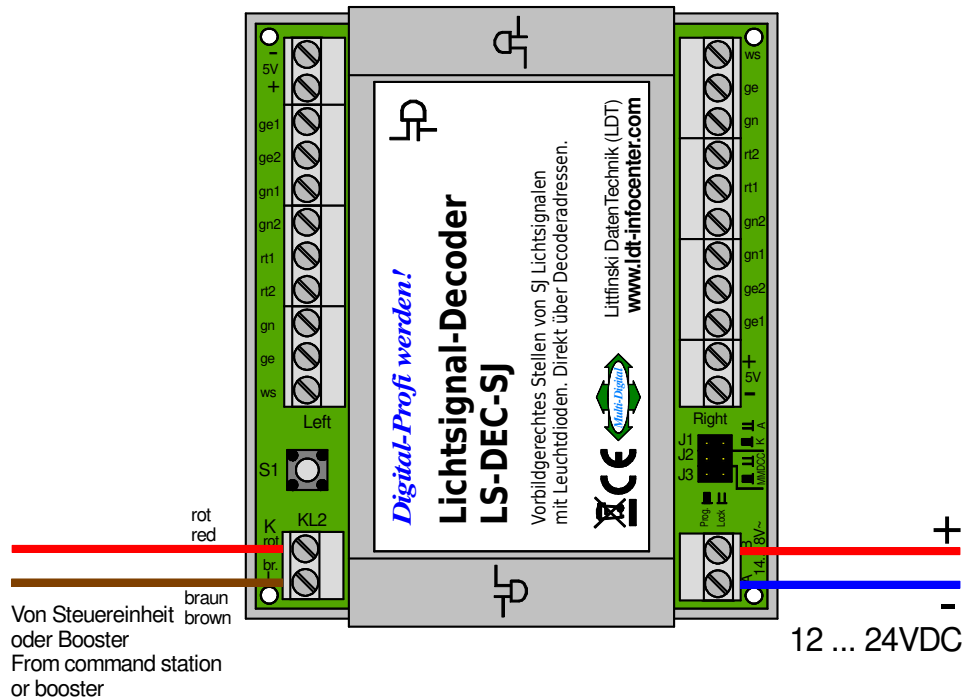 -
5V
+
ge1
ge2
gn1
gn2
rt1
rt2
gn
ge
ws
Left
S1
KL2
K
rot
br.
rot
red
braun
brown
Von Steuereinheit
oder Booster
From command station
or booster
Digital-Profi werden!
Lichtsignal-Decoder
LS-DEC-SJ
Vorbildgerechtes Stellen von SJ Lichtsignalen
mit Leuchtdioden. Direkt über Decoderadressen.
Littfinski DatenTechnik (LDT)
www.ldt-infocenter.com
Multi-Digital
CE
ws
ge
gn
rt2
rt1
gn2
gn1
ge2
ge1
+
5V
-
Right
J1
J2
J3
K A
MM DCC
Prog.
Lock
B
A
+
-
12 ... 24VDC